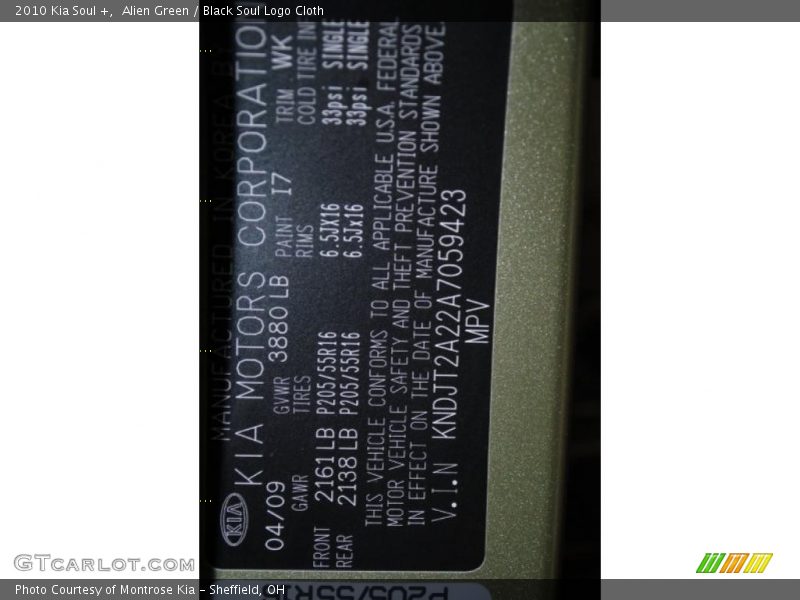 2010 Kia Soul +, Alien Green / Black Soul Logo Cloth
MANUFACTURED IN KOREA BY
KIA KIA MOTORS CORPORATION
04/09 GVWR 3880 LB PAINT I7 TRIM WK
GAWR TIRES RIMS COLD TIRE
FRONT 2161 LB P205/55R16 6.5JX16 33psi SINGLE
REAR 2138 LB P205/55R16 6.5Jx16 33psi SINGLE
THIS VEHICLE CONFORMS TO ALL APPLICABLE U.S.A. FEDERAL
MOTOR VEHICLE SAFETY AND THEFT PREVENTION STANDARDS
IN EFFECT ON THE DATE OF MANUFACTURE SHOWN ABOVE.
V.I.N KNDJT2A22A7059423
MPV
P205/55R16
GTCARLOT.COM
Photo Courtesy of Montrose Kia - Sheffield, OH